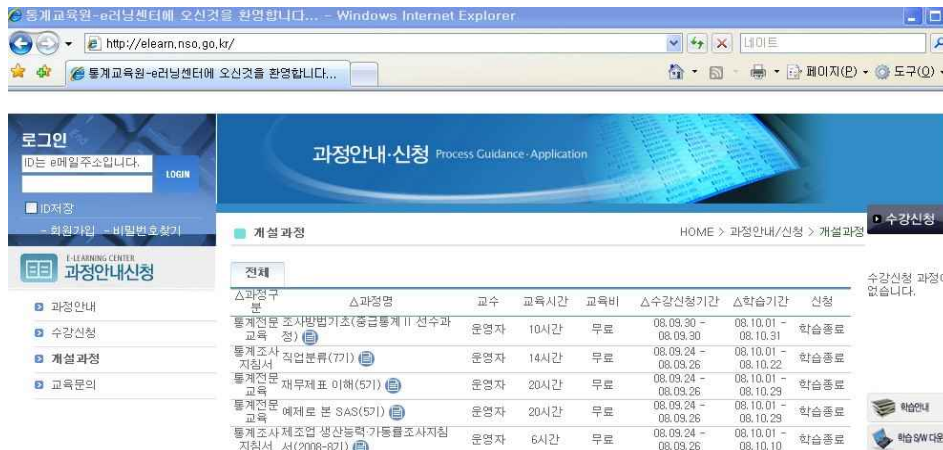 통계교육원-e러닝센터에 오신것을 환영합니다... - Windows Internet Explorer
http://elearn.nso.go.kr/
네이트
통계교육원-e러닝센터에 오신것을 환영합니다...
페이지(P)
도구(O)
로그인
ID는 e메일주소입니다.
LOGIN
ID저장
- 회원가입 - 비밀번호찾기
과정안내·신청 Process Guidance·Application
개설과정
HOME > 과정안내/신청 > 개설과정
수강신청
수강신청 과정이
없습니다.
E-LEARNING CENTER
과정안내신청
과정안내
수강신청
개설과정
교육문의
전체
△과정구분 △과정명 교수 교육시간 교육비 △수강신청기간 △학습기간 신청
통계전문교육 조사방법기초(중급통계 II 선수과정) 운영자 10시간 무료 08.09.30 - 08.09.30 08.10.01 - 08.10.31 학습종료
통계조사지침서 직업분류(7기) 운영자 14시간 무료 08.09.24 - 08.09.26 08.10.01 - 08.10.22 학습종료
통계전문교육 재무제표 이해(5기) 운영자 20시간 무료 08.09.24 - 08.09.26 08.10.01 - 08.10.29 학습종료
통계전문교육 예제로 본 SAS(5기) 운영자 20시간 무료 08.09.24 - 08.09.26 08.10.01 - 08.10.29 학습종료
통계조사지침서 제조업 생산능력·가동률조사지침서(2008-8기) 운영자 6시간 무료 08.09.24 - 08.09.26 08.10.01 - 08.10.10 학습종료
학습안내
학습 S/W 다운